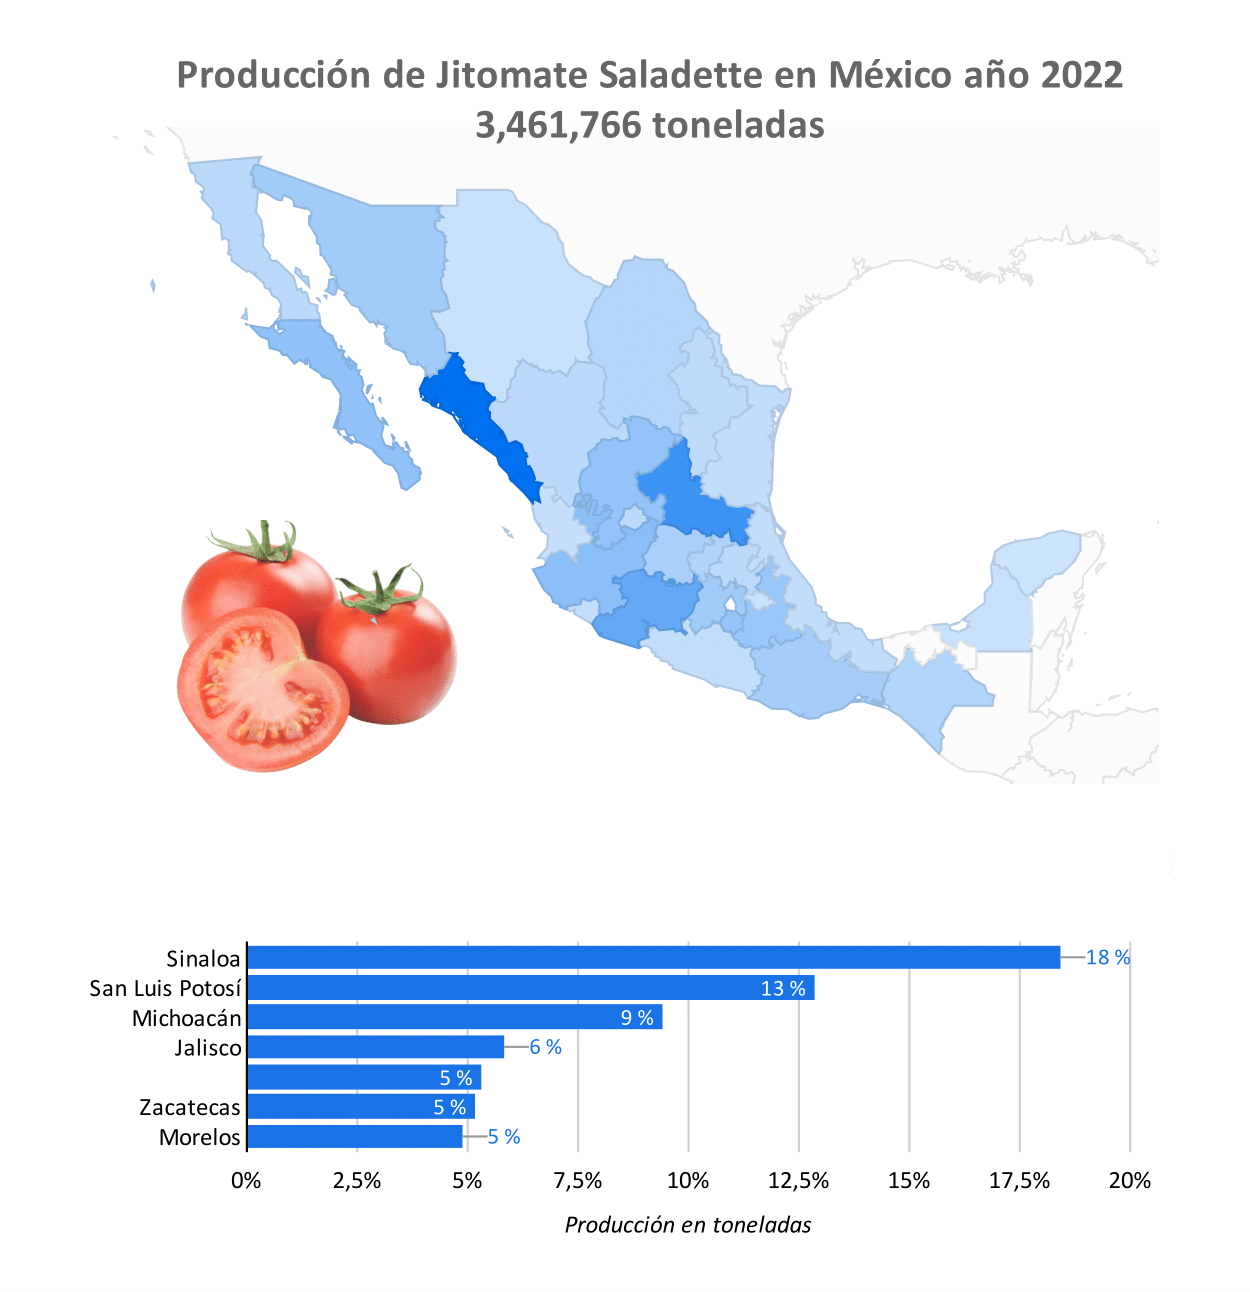 Producción de Jitomate Saladette en México año 2022
3,461,766 toneladas
Sinaloa
18 %
San Luis Potosí
13 %
Michoacán
9 %
Jalisco
6 %
5 %
Zacatecas
5 %
Morelos
5 %
0%
2,5%
5%
7,5%
10%
12,5%
15%
17,5%
20%
Producción en toneladas